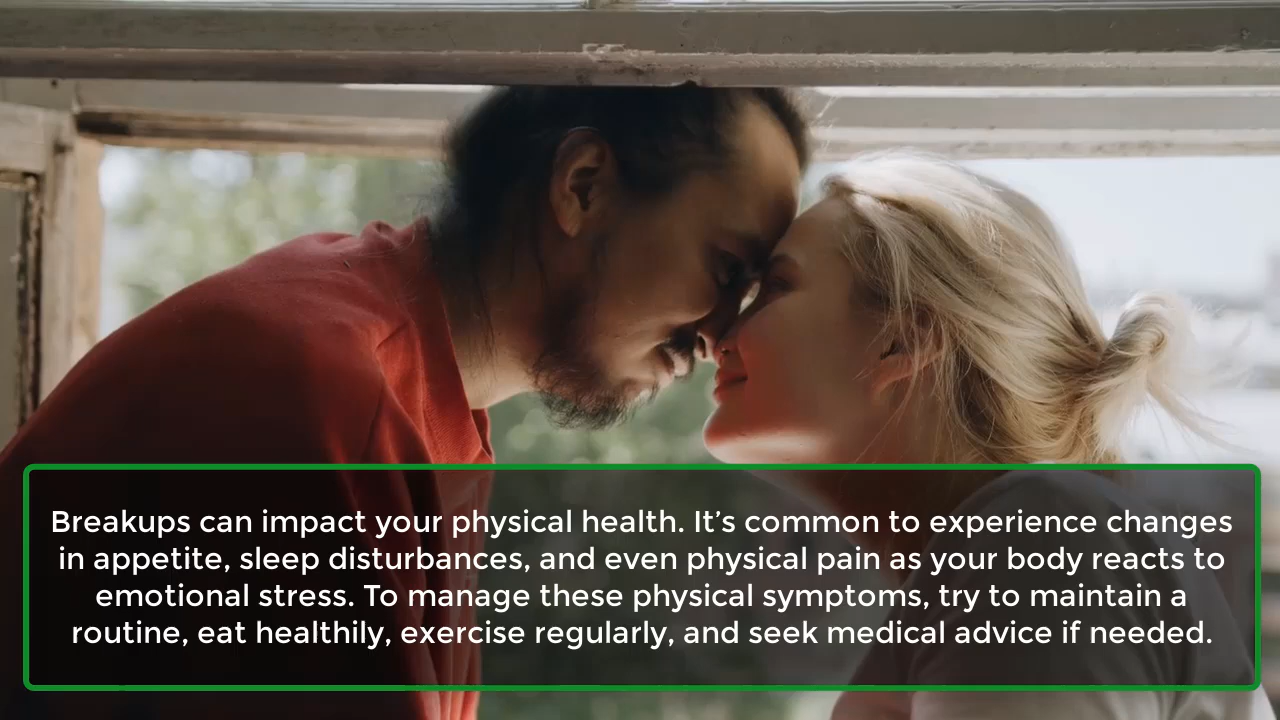 Breakups can impact your physical health. It’s common to experience changes
in appetite, sleep disturbances, and even physical pain as your body reacts to
emotional stress. To manage these physical symptoms, try to maintain a
routine, eat healthily, exercise regularly, and seek medical advice if needed.